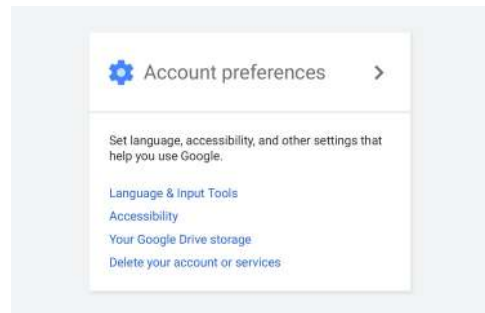 Account preferences
Set language, accessibility, and other settings that
help you use Google.
Language & Input Tools
Accessibility
Your Google Drive storage
Delete your account or services